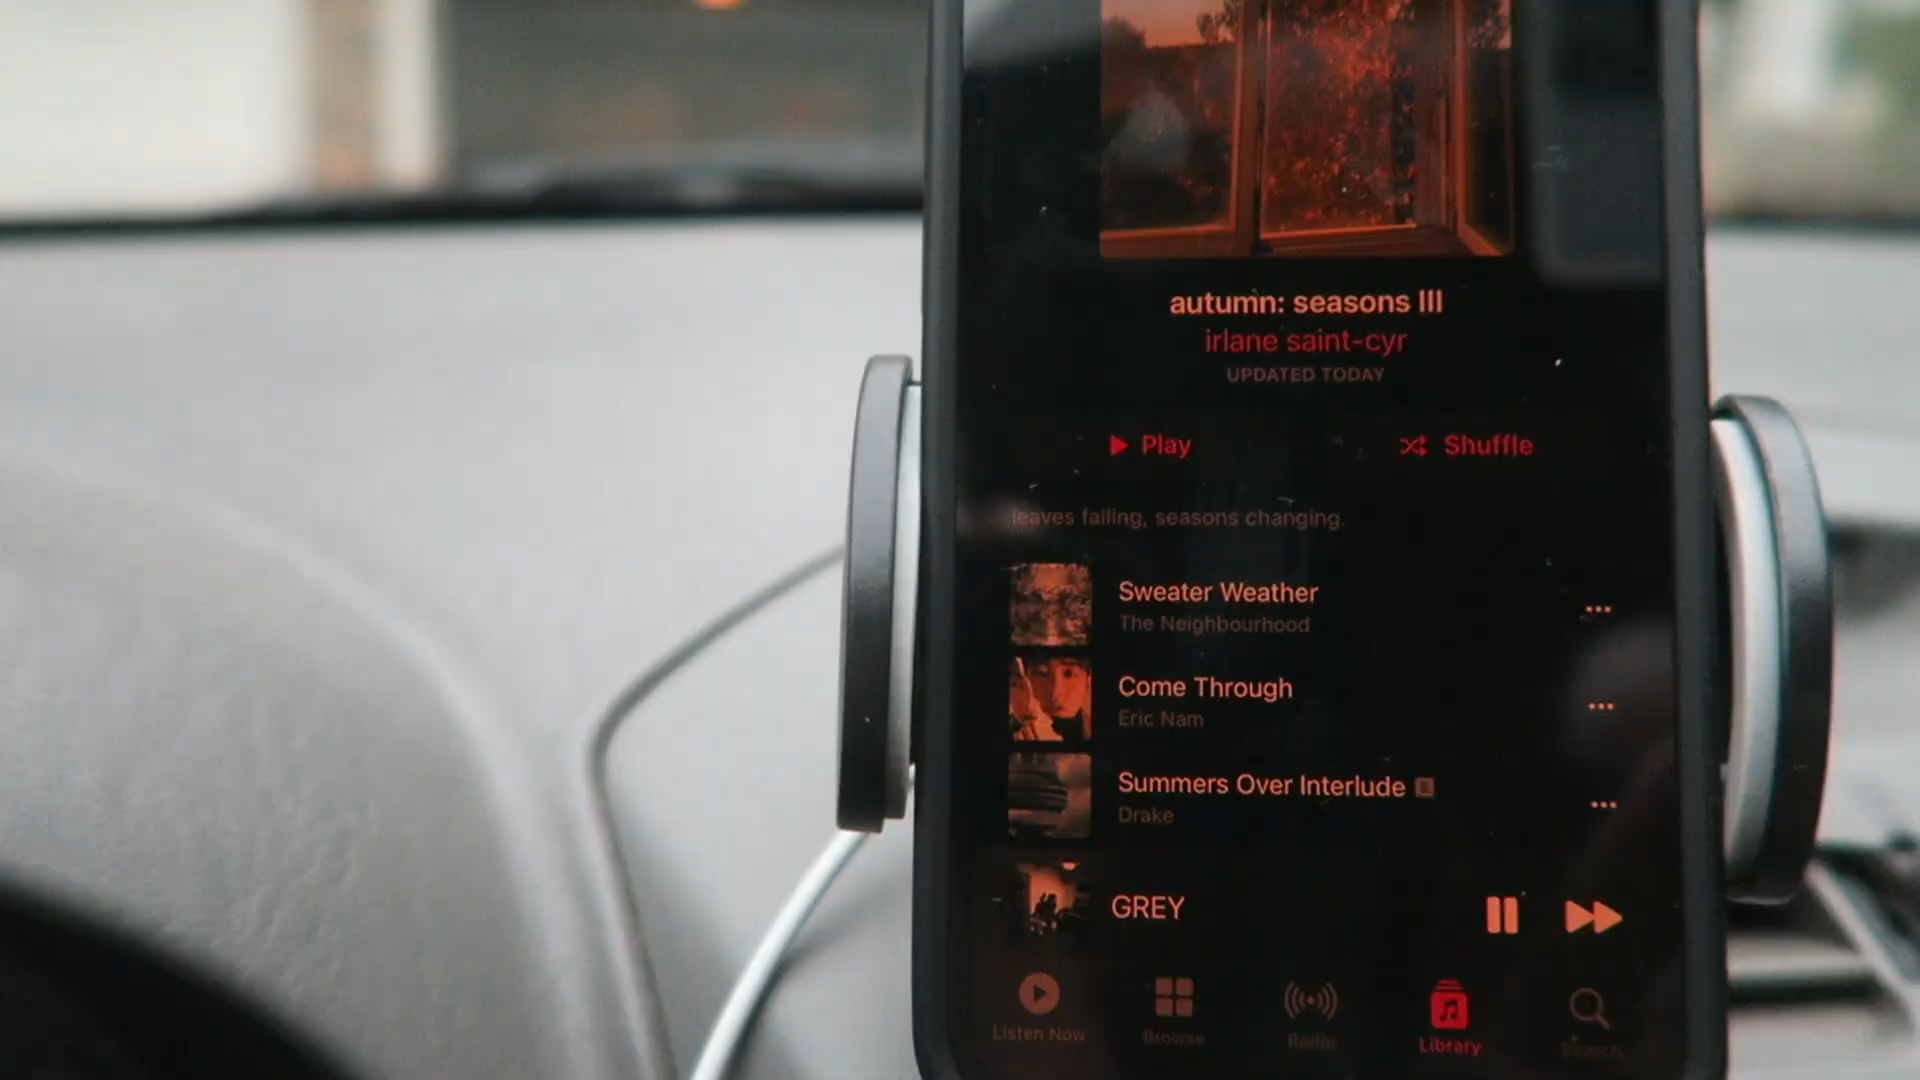 autumn: seasons III
irlane saint-cyr
UPDATED TODAY
Play
Shuffle
leaves falling, seasons changing.
Sweater Weather
The Neighbourhood
Come Through
Eric Nam
Summers Over Interlude E
Drake
GREY
Listen Now
Browse
Radio
Library
Search